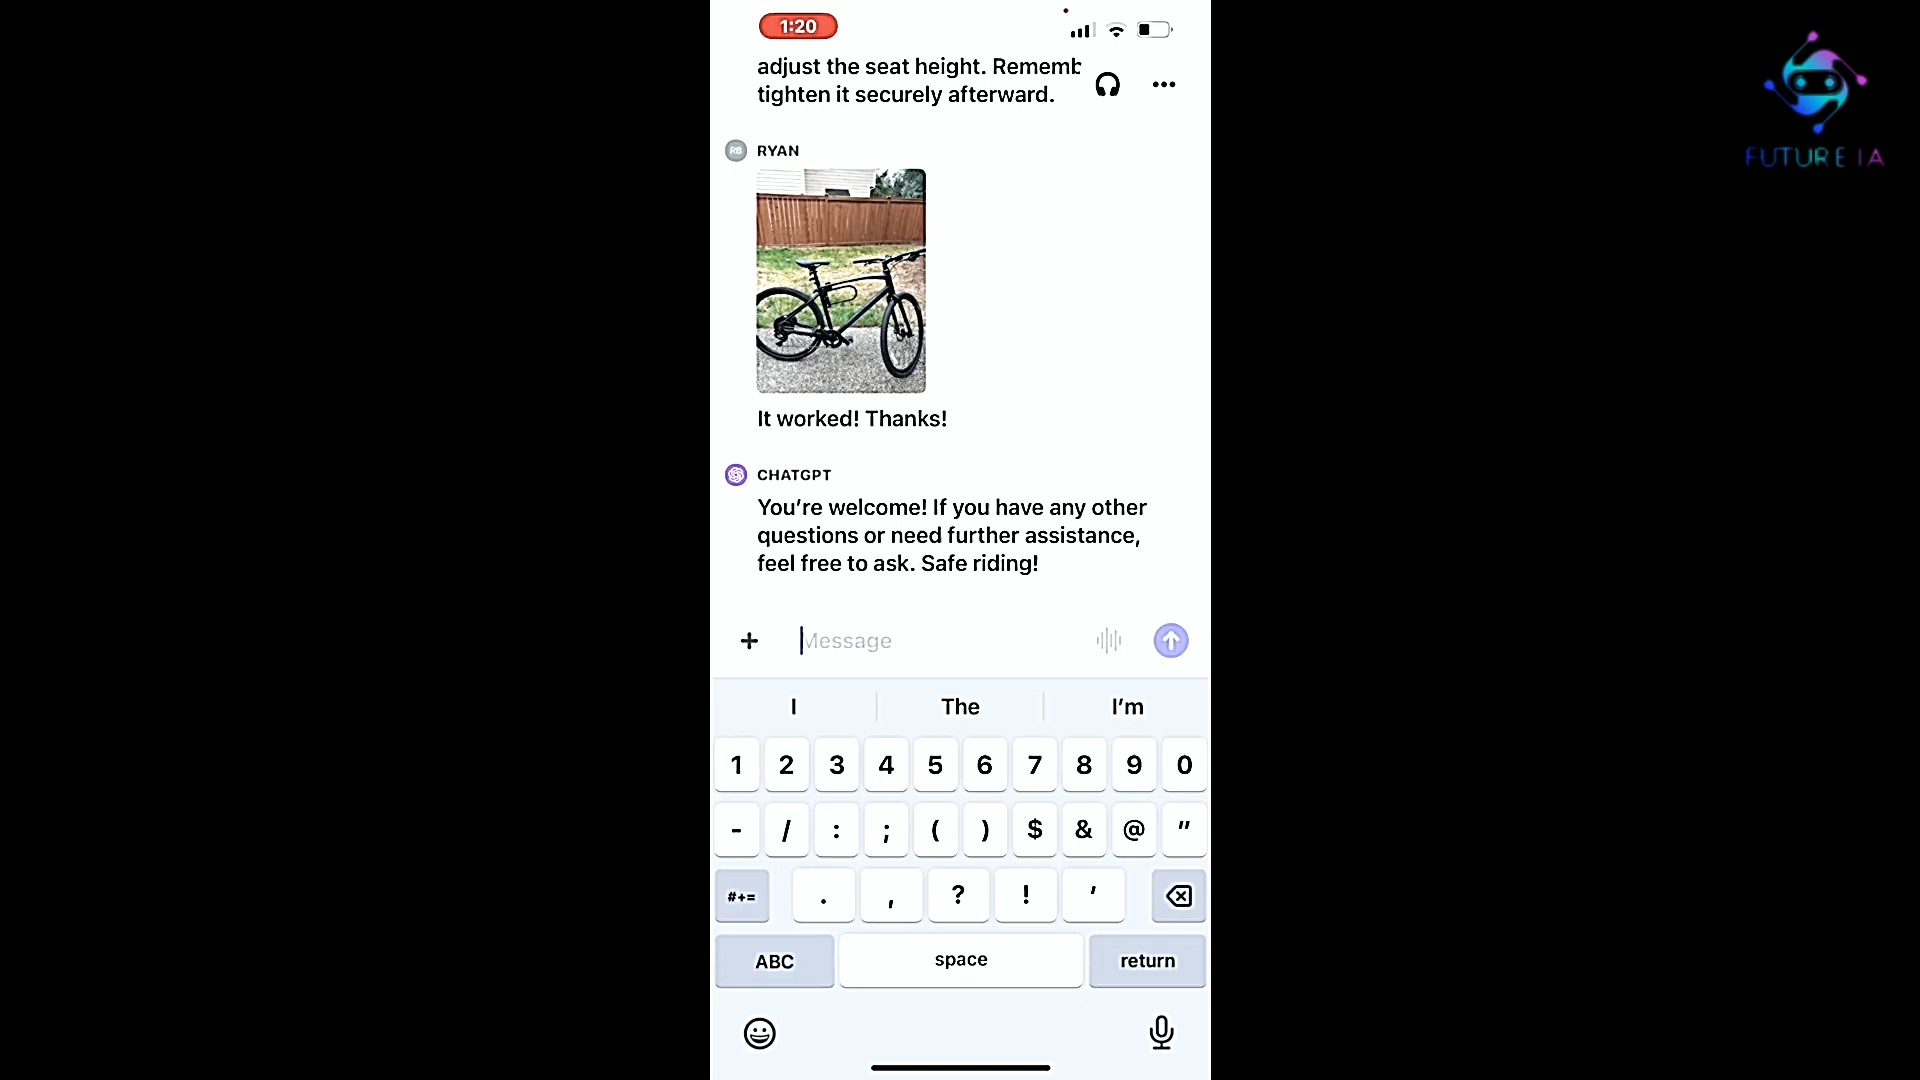 1:20
adjust the seat height. Rememb
tighten it securely afterward.
RB
RYAN
It worked! Thanks!
CHATGPT
You're welcome! If you have any other
questions or need further assistance,
feel free to ask. Safe riding!
Message
I The I'm
1 2 3 4 5 6 7 8 9 0
- / : ; ( ) $ & @ "
#+= . , ? ! '
ABC space return
FUTURE IA